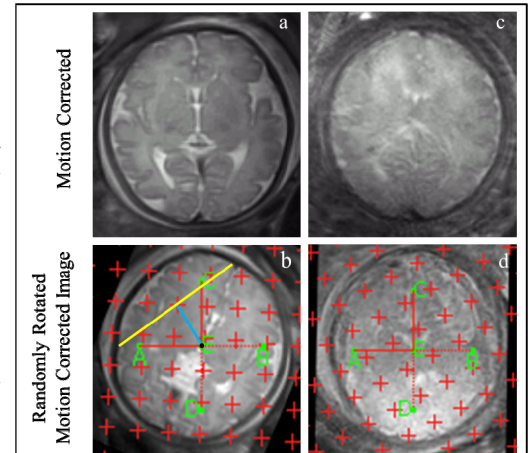 Motion Corrected
a
c
Randomly Rotated
Motion Corrected Image
b
C
A
E
B
D
d
C
A
E
B
D